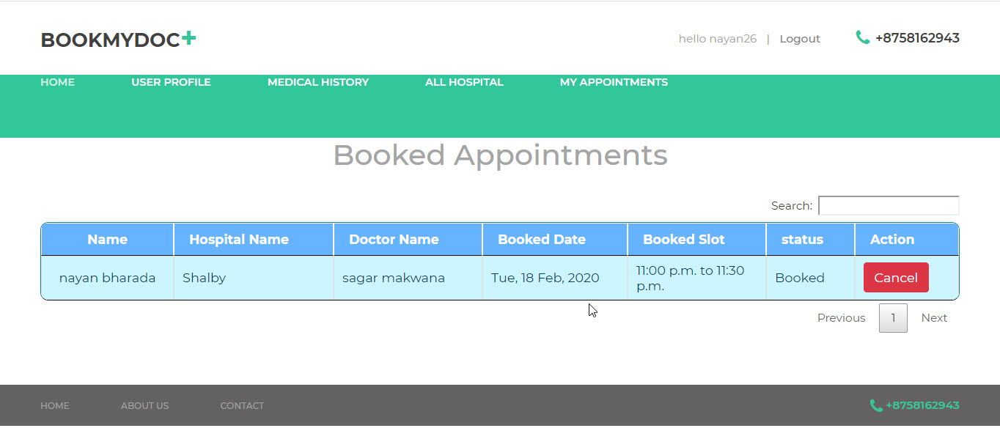 BOOKMYDOC+
hello nayan26 | Logout +8758162943
HOME USER PROFILE MEDICAL HISTORY ALL HOSPITAL MY APPOINTMENTS
Booked Appointments
Search:
Name Hospital Name Doctor Name Booked Date Booked Slot status Action
nayan bharada Shalby sagar makwana Tue, 18 Feb, 2020 11:00 p.m. to 11:30
p.m. Booked Cancel
Previous 1 Next
HOME ABOUT US CONTACT +8758162943